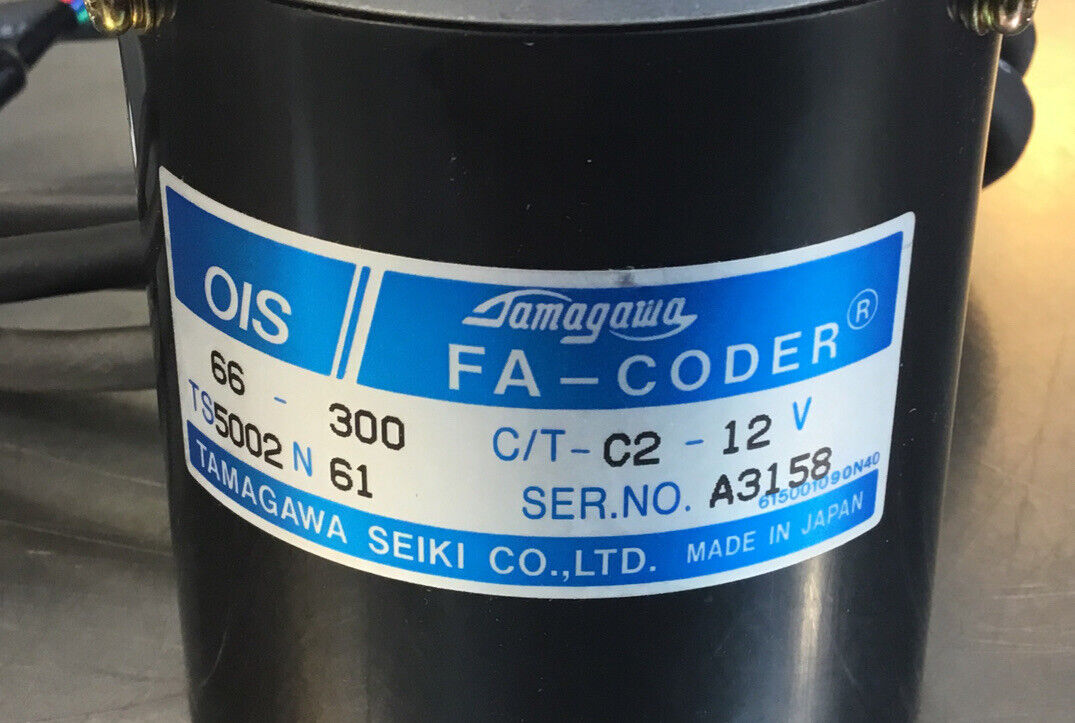 OIS
66 - 300
TS5002 N 61
Tamagawa
FA-CODER ®
C/T-C2 - 12 V
SER.NO. A3158
615001090N40
TAMAGAWA SEIKI CO.,LTD. MADE IN JAPAN